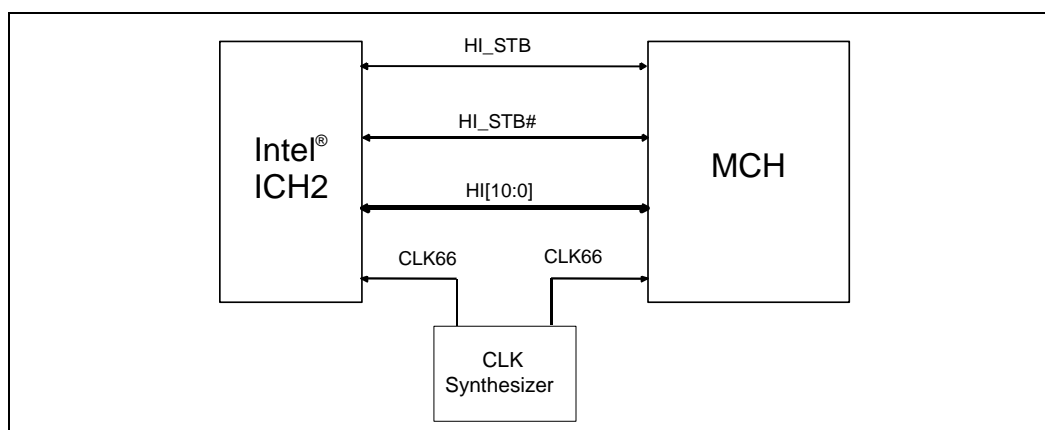 HI_STB
HI_STB#
Intel®
ICH2
MCH
HI[10:0]
CLK66
CLK66
CLK
Synthesizer